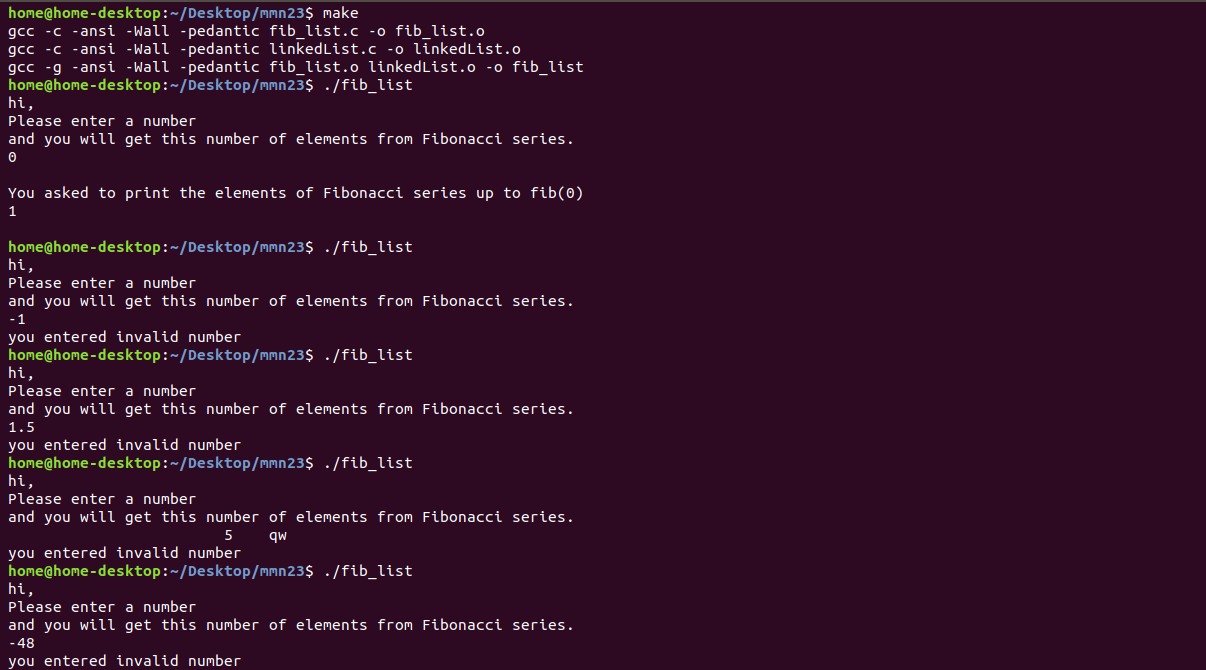 home@home-desktop:~/Desktop/mmn23$ make
gcc -c -ansi -Wall -pedantic fib_list.c -o fib_list.o
gcc -c -ansi -Wall -pedantic linkedList.c -o linkedList.o
gcc -g -ansi -Wall -pedantic fib_list.o linkedList.o -o fib_list
home@home-desktop:~/Desktop/mmn23$ ./fib_list
hi,
Please enter a number
and you will get this number of elements from Fibonacci series.
0
You asked to print the elements of Fibonacci series up to fib(0)
1
home@home-desktop:~/Desktop/mmn23$ ./fib_list
hi,
Please enter a number
and you will get this number of elements from Fibonacci series.
-1
you entered invalid number
home@home-desktop:~/Desktop/mmn23$ ./fib_list
hi,
Please enter a number
and you will get this number of elements from Fibonacci series.
1.5
you entered invalid number
home@home-desktop:~/Desktop/mmn23$ ./fib_list
hi,
Please enter a number
and you will get this number of elements from Fibonacci series.
5    qw
you entered invalid number
home@home-desktop:~/Desktop/mmn23$ ./fib_list
hi,
Please enter a number
and you will get this number of elements from Fibonacci series.
-48
you entered invalid number